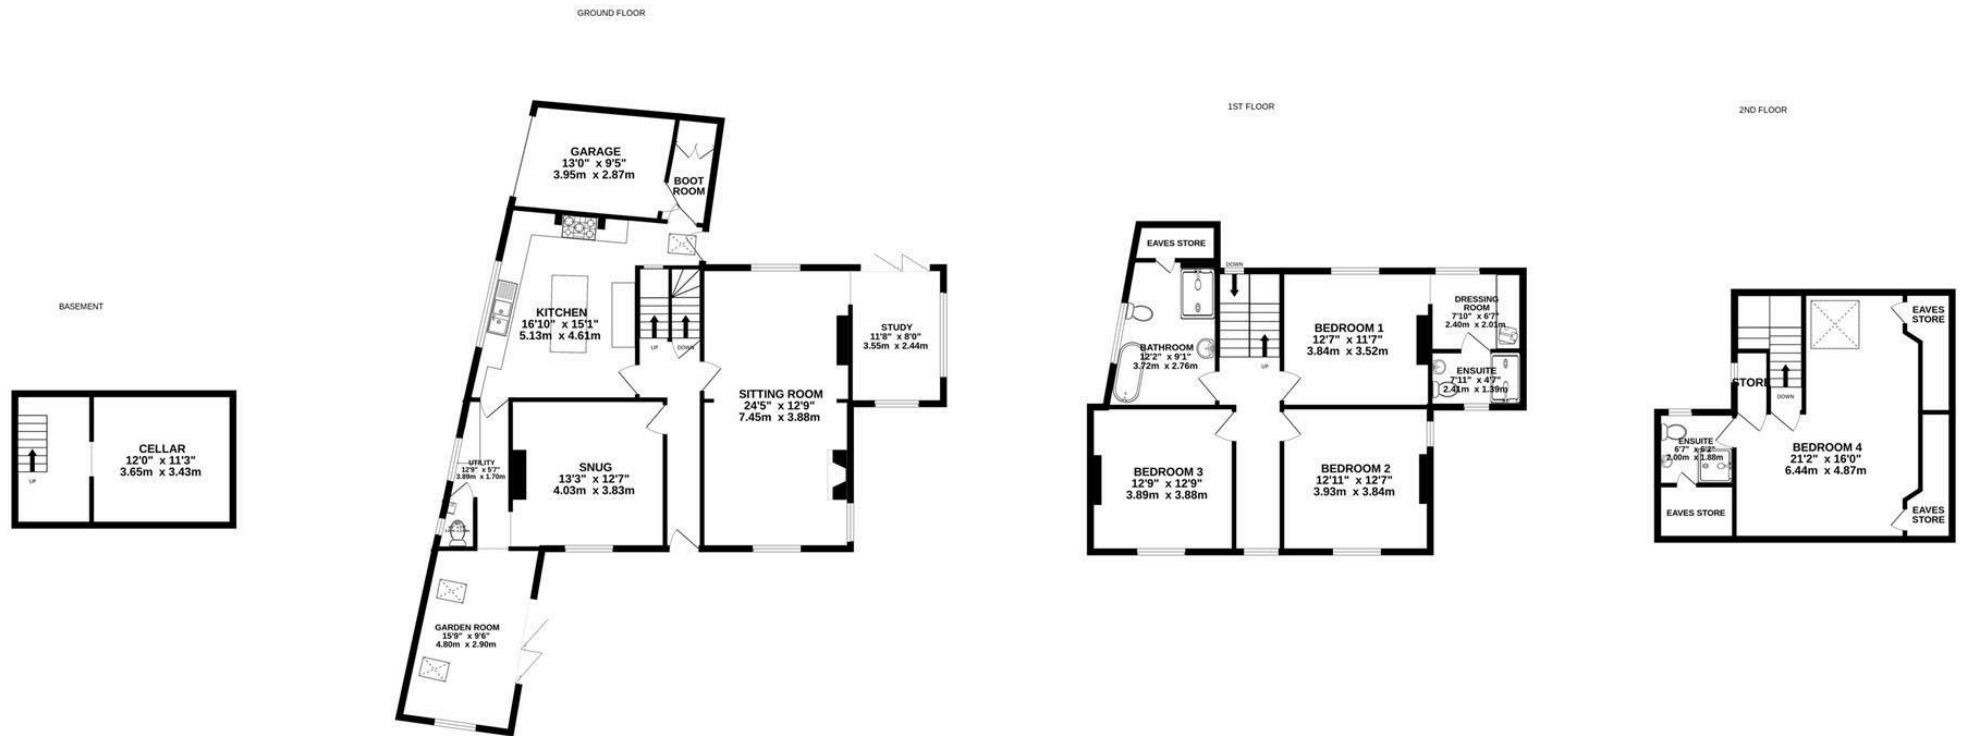 BASEMENT
CELLAR
12'0" x 11'3"
3.65m x 3.43m
UP
GROUND FLOOR
GARAGE
13'0" x 9'5"
3.95m x 2.87m
BOOT
ROOM
KITCHEN
16'10" x 15'1"
5.13m x 4.61m
UP
DOWN
STUDY
11'8" x 8'0"
3.55m x 2.44m
SITTING ROOM
24'5" x 12'9"
7.45m x 3.88m
UTILITY
12'9" x 5'7"
3.89m x 1.70m
SNUG
13'3" x 12'7"
4.03m x 3.83m
GARDEN ROOM
15'9" x 9'6"
4.80m x 2.90m
1ST FLOOR
EAVES STORE
DOWN
BATHROOM
12'2" x 9'1"
3.72m x 2.76m
UP
BEDROOM 1
12'7" x 11'7"
3.84m x 3.52m
DRESSING
ROOM
7'10" x 6'7"
2.40m x 2.01m
ENSUITE
7'11" x 4'7"
2.41m x 1.39m
BEDROOM 3
12'9" x 12'9"
3.89m x 3.88m
BEDROOM 2
12'11" x 12'7"
3.93m x 3.84m
2ND FLOOR
EAVES
STORE
STORE
DOWN
ENSUITE
6'7" x 6'2"
2.00m x 1.88m
BEDROOM 4
21'2" x 16'0"
6.44m x 4.87m
EAVES STORE
EAVES
STORE